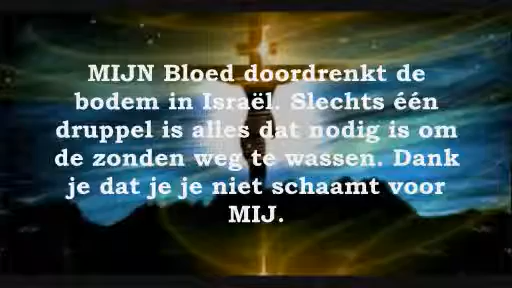 MIJN Bloed doordrenkt de
bodem in Israël. Slechts één
druppel is alles dat nodig is om
de zonden weg te wassen. Dank
je dat je je niet schaamt voor
MIJ.